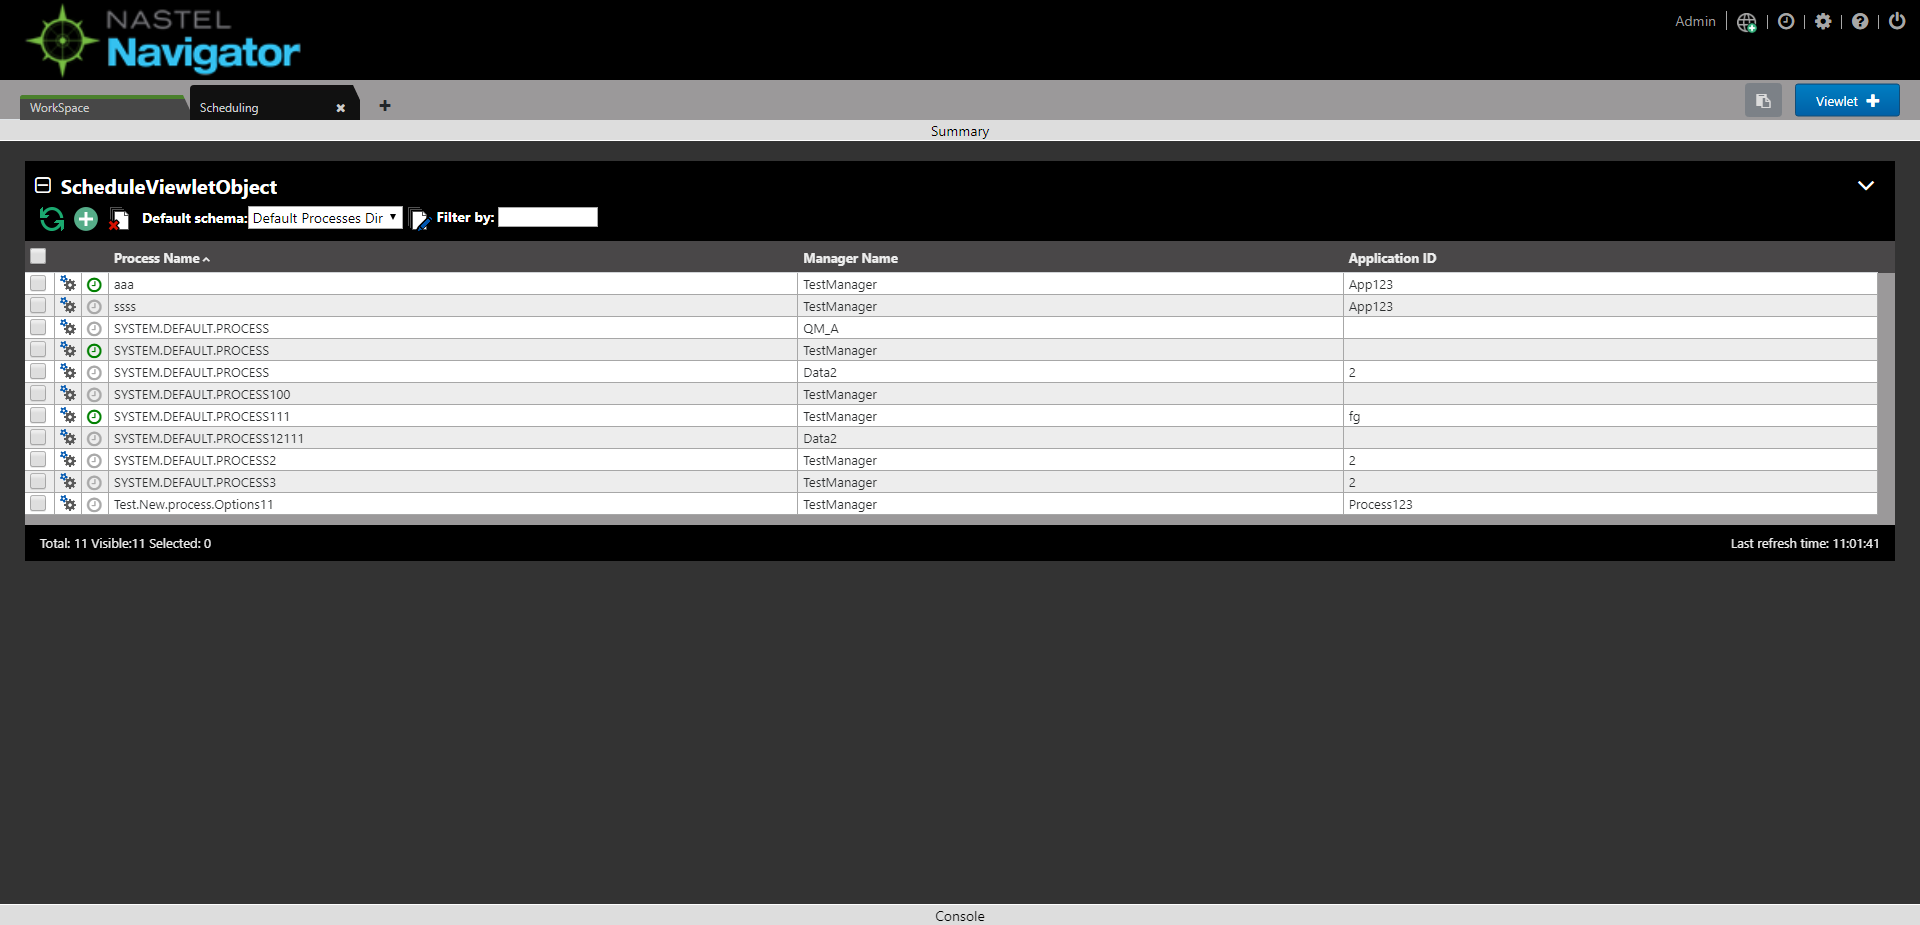 NASTEL
Navigator
Admin
WorkSpace
Scheduling
Viewlet
Summary
ScheduleViewletObject
Default schema: Default Processes Dir Filter by:
Process Name Manager Name Application ID
aaa TestManager App123
ssss TestManager App123
SYSTEM.DEFAULT.PROCESS QM_A
SYSTEM.DEFAULT.PROCESS TestManager
SYSTEM.DEFAULT.PROCESS Data2 2
SYSTEM.DEFAULT.PROCESS100 TestManager
SYSTEM.DEFAULT.PROCESS111 TestManager fg
SYSTEM.DEFAULT.PROCESS12111 Data2
SYSTEM.DEFAULT.PROCESS2 TestManager 2
SYSTEM.DEFAULT.PROCESS3 TestManager 2
Test.New.process.Options11 TestManager Process123
Total: 11 Visible:11 Selected: 0 Last refresh time: 11:01:41
Console